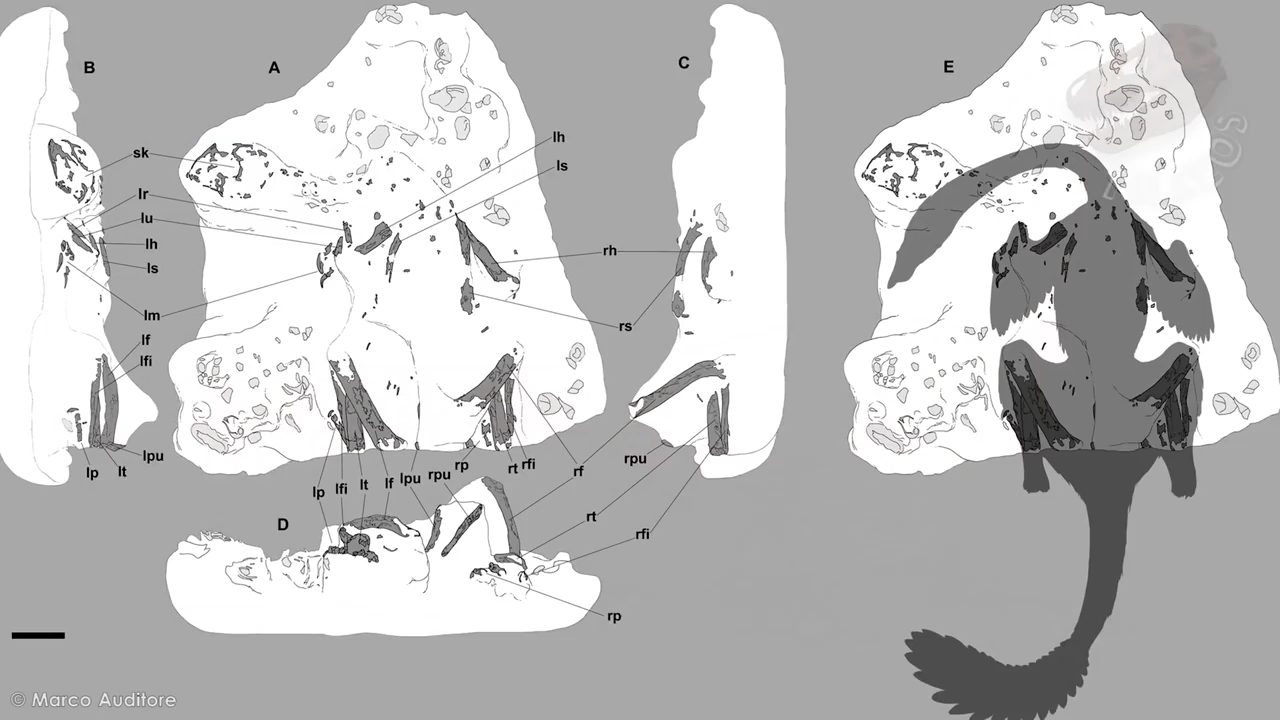 B
A
C
E
sk
lr
lu
lh
ls
lm
lf
lfi
lp
lt
lpu
lh
ls
rh
rs
lp
lfi
lt
lf
lpu
rpu
rp
rt
rfi
rf
rpu
rt
rfi
rp
D
© Marco Auditore